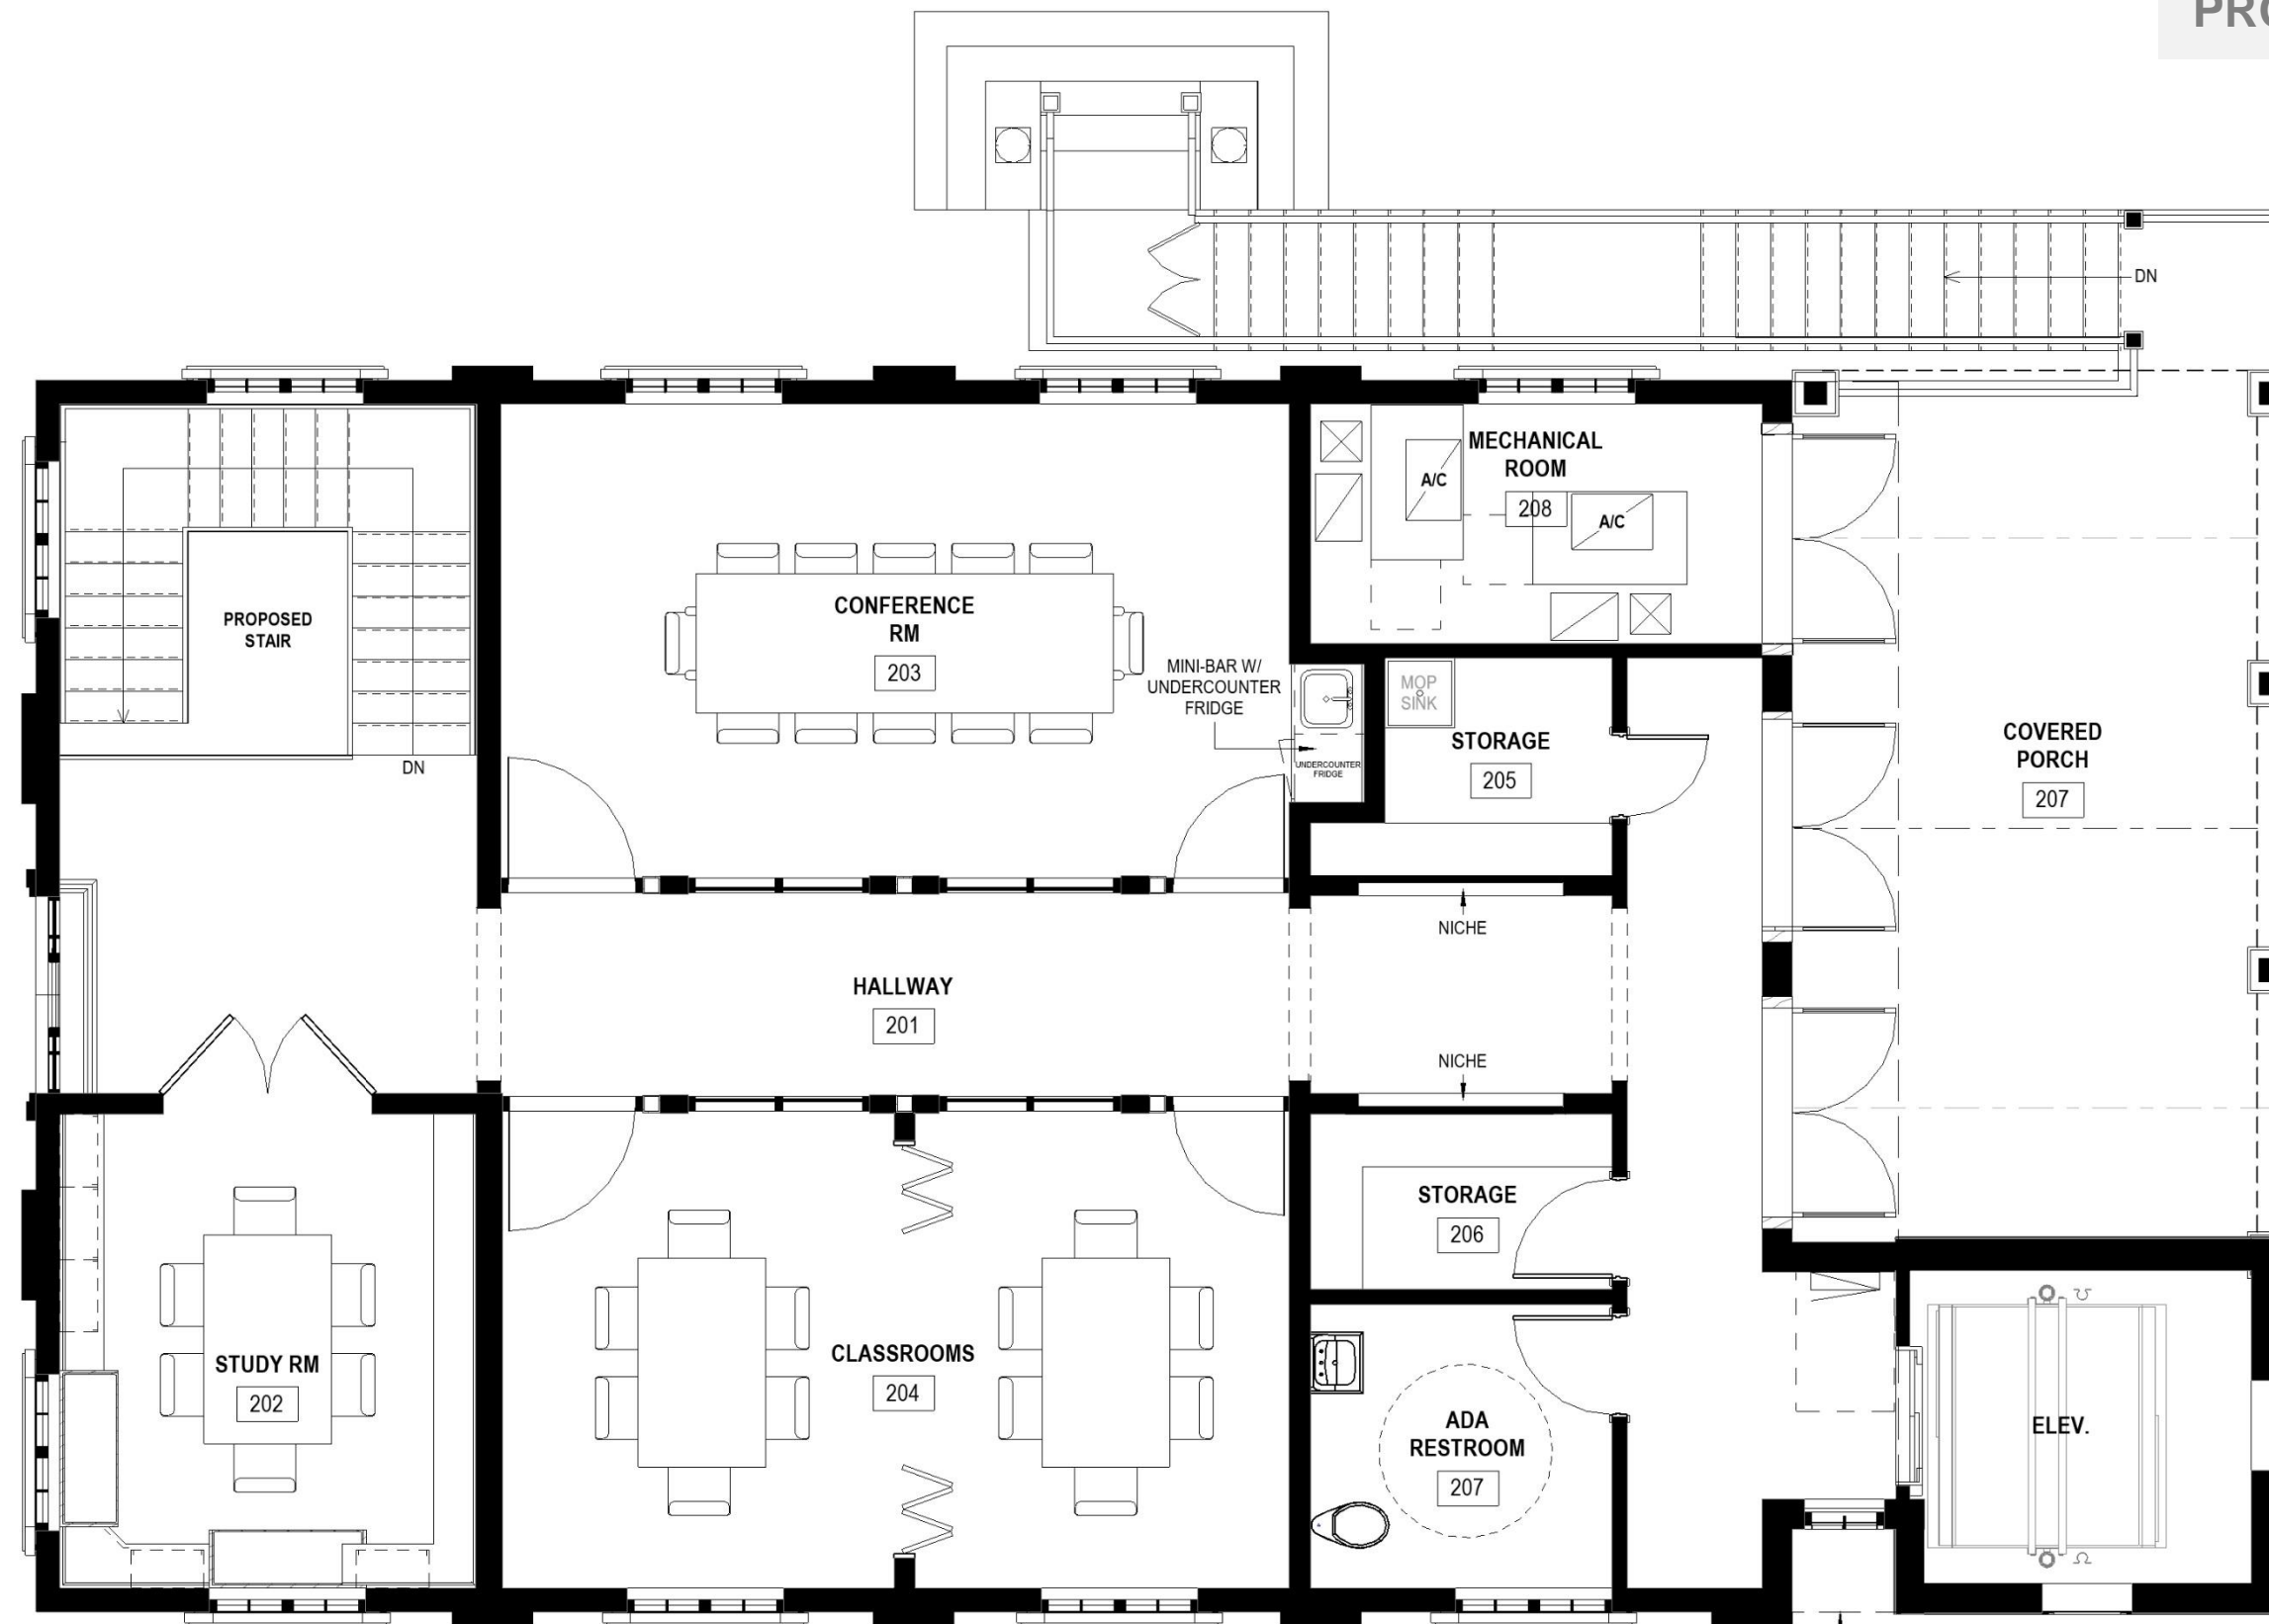 DN
MECHANICAL
ROOM
208
A/C
A/C
PROPOSED
STAIR
DN
CONFERENCE
RM
203
MINI-BAR W/
UNDERCOUNTER
FRIDGE
UNDERCOUNTER
FRIDGE
MOP
SINK
STORAGE
205
COVERED
PORCH
207
NICHE
HALLWAY
201
NICHE
STORAGE
206
STUDY RM
202
CLASSROOMS
204
ADA
RESTROOM
207
ELEV.